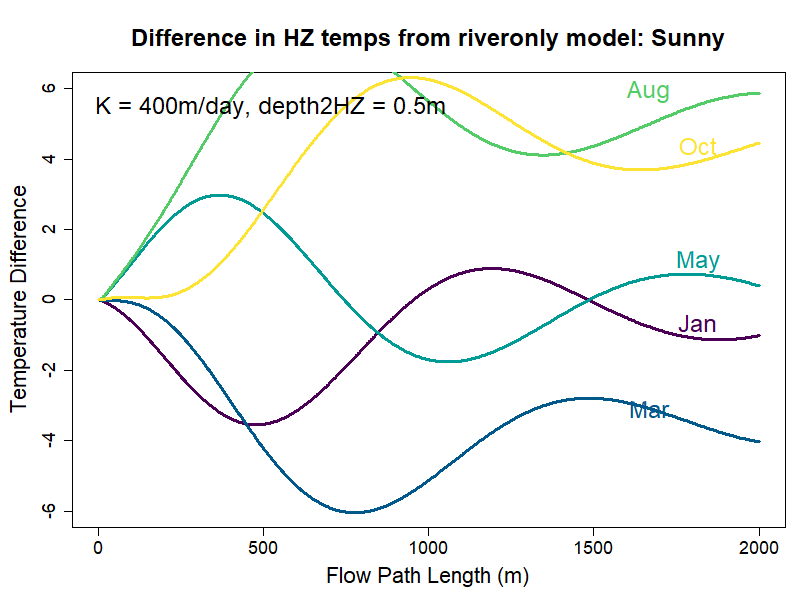 Difference in HZ temps from riveronly model: Sunny
K = 400m/day, depth2HZ = 0.5m
Aug
Oct
May
Jan
Mar
Temperature Difference
6
4
2
0
-2
-4
-6
0
500
1000
1500
2000
Flow Path Length (m)